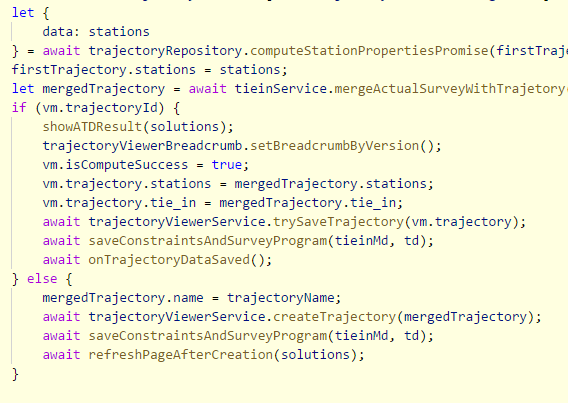 let {
data: stations
} = await trajectoryRepository.computeStationPropertiesPromise(firstTraje
firstTrajectory.stations = stations;
let mergedTrajectory = await tieinService.mergeActualSurveyWithTrajetory
if (vm.trajectoryId) {
showATDResult(solutions);
trajectoryViewerBreadcrumb.setBreadcrumbByVersion();
vm.isComputeSuccess = true;
vm.trajectory.stations = mergedTrajectory.stations;
vm.trajectory.tie_in = mergedTrajectory.tie_in;
await trajectoryViewerService.trySaveTrajectory(vm.trajectory);
await saveConstraintsAndSurveyProgram(tieinMd, td);
await onTrajectoryDataSaved();
} else {
mergedTrajectory.name = trajectoryName;
await trajectoryViewerService.createTrajectory(mergedTrajectory);
await saveConstraintsAndSurveyProgram(tieinMd, td);
await refreshPageAfterCreation(solutions);
}